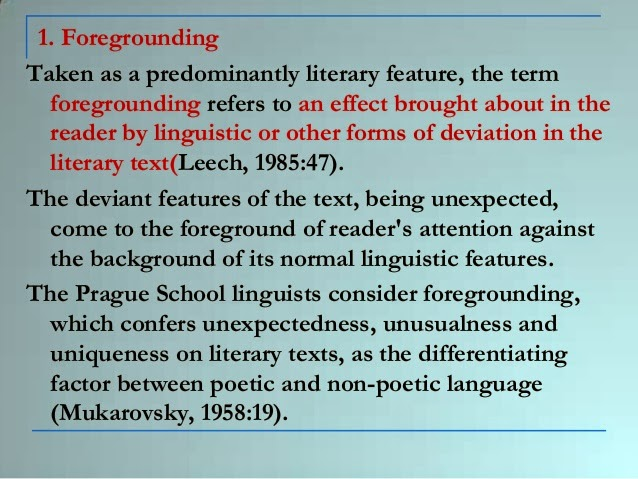 1. Foregrounding
Taken as a predominantly literary feature, the term
foregrounding refers to an effect brought about in the
reader by linguistic or other forms of deviation in the
literary text(Leech, 1985:47).
The deviant features of the text, being unexpected,
come to the foreground of reader's attention against
the background of its normal linguistic features.
The Prague School linguists consider foregrounding,
which confers unexpectedness, unusualness and
uniqueness on literary texts, as the differentiating
factor between poetic and non-poetic language
(Mukarovsky, 1958:19).